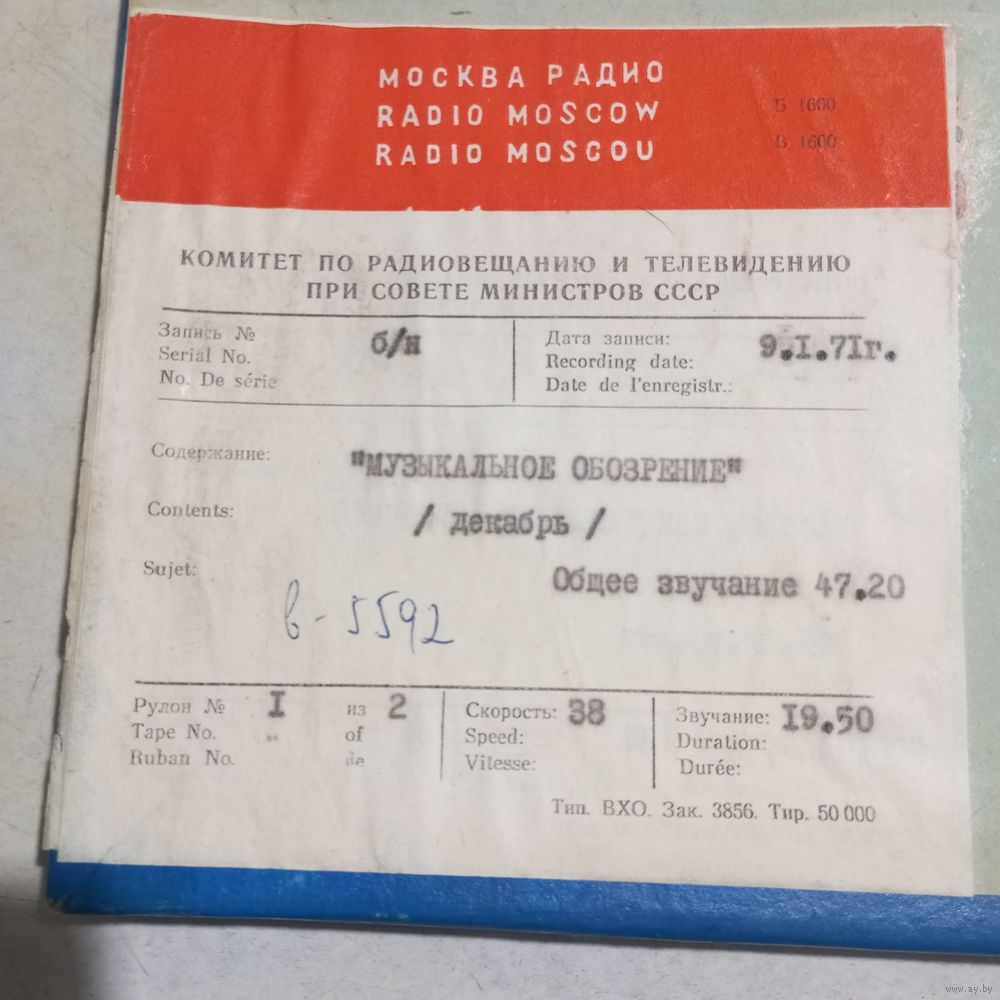 МОСКВА РАДИО
RADIO MOSCOW
RADIO MOSCOU
Б 1600
В 1600
КОМИТЕТ ПО РАДИОВЕЩАНИЮ И ТЕЛЕВИДЕНИЮ
ПРИ СОВЕТЕ МИНИСТРОВ СССР
Запись № б/н
Serial No.
No. De série
Дата записи: 9.I.71г.
Recording date:
Date de l'enregistr.:
Содержание: "МУЗЫКАЛЬНОЕ ОБОЗРЕНИЕ"
Contents: / декабрь /
Sujet: Общее звучание 47.20
в-5592
Рулон № I из 2
Tape No. of
Ruban No. de
Скорость: 38
Speed:
Vitesse:
Звучание: I9.50
Duration:
Durée:
Тип. ВХО. Зак. 3856. Тир. 50 000
www.ay.by